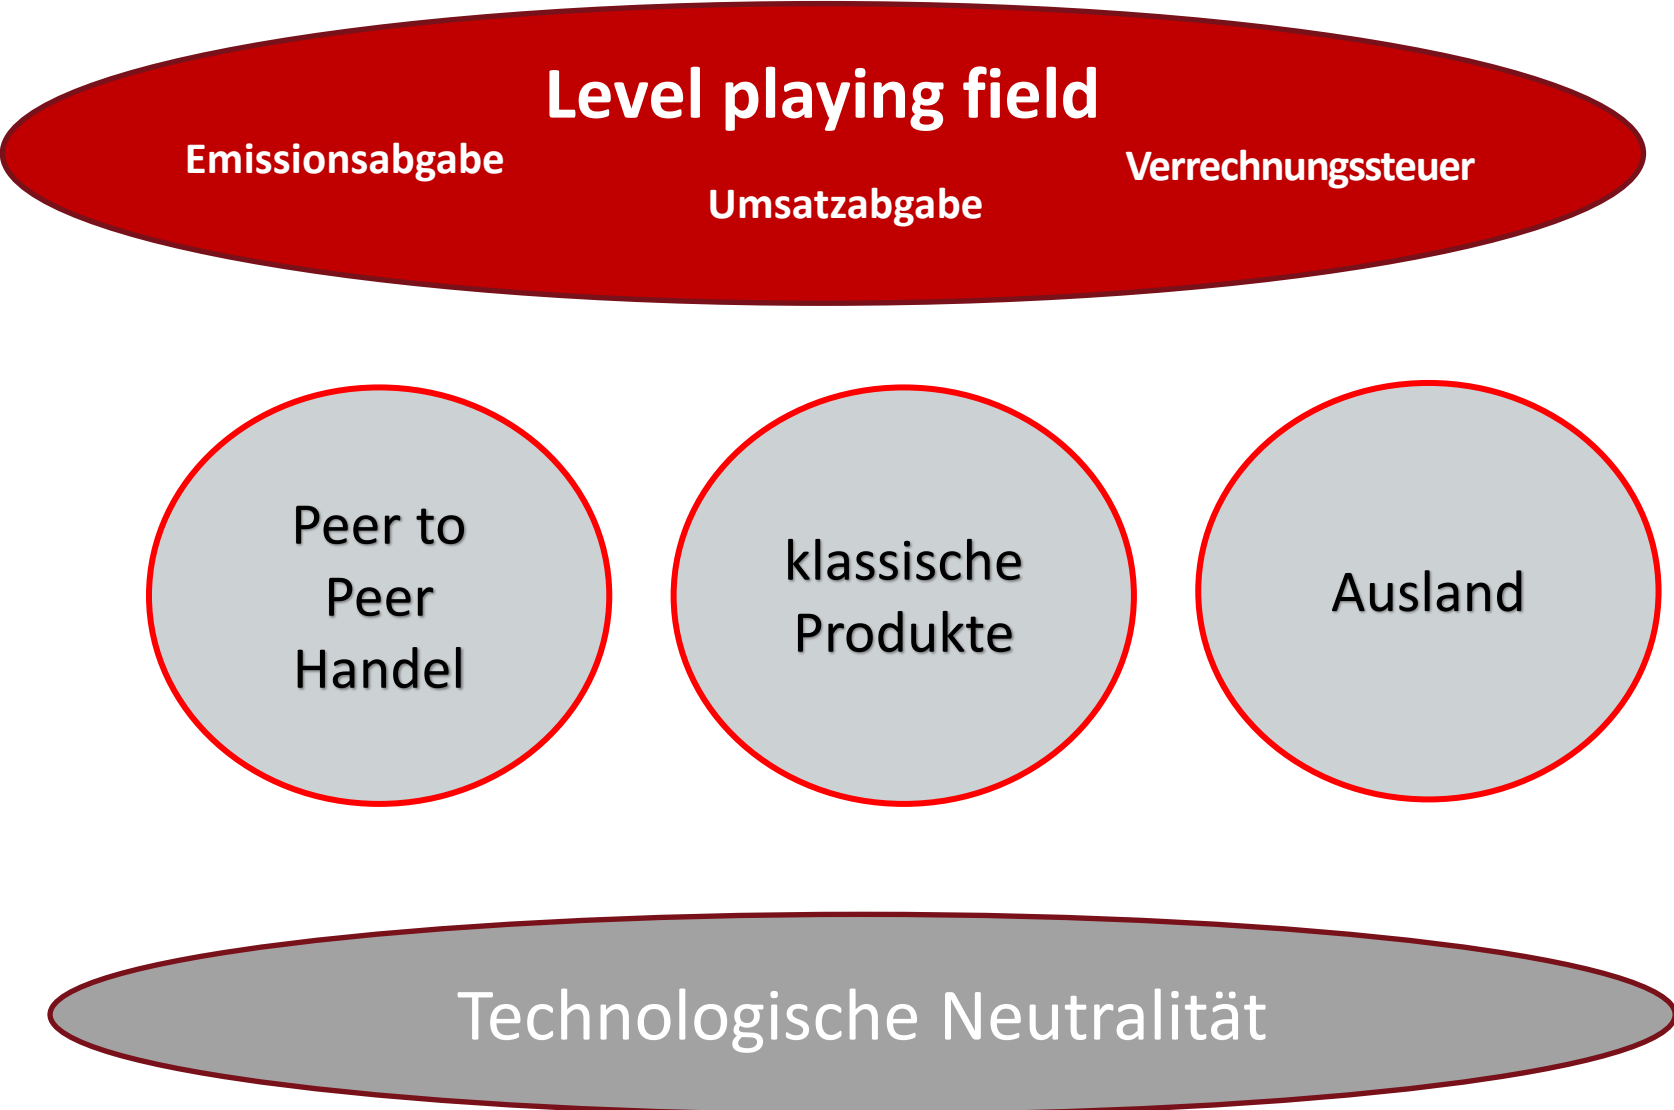 Level playing field
Emissionsabgabe
Umsatzabgabe
Verrechnungssteuer
Peer to
Peer
Handel
klassische
Produkte
Ausland
Technologische Neutralität